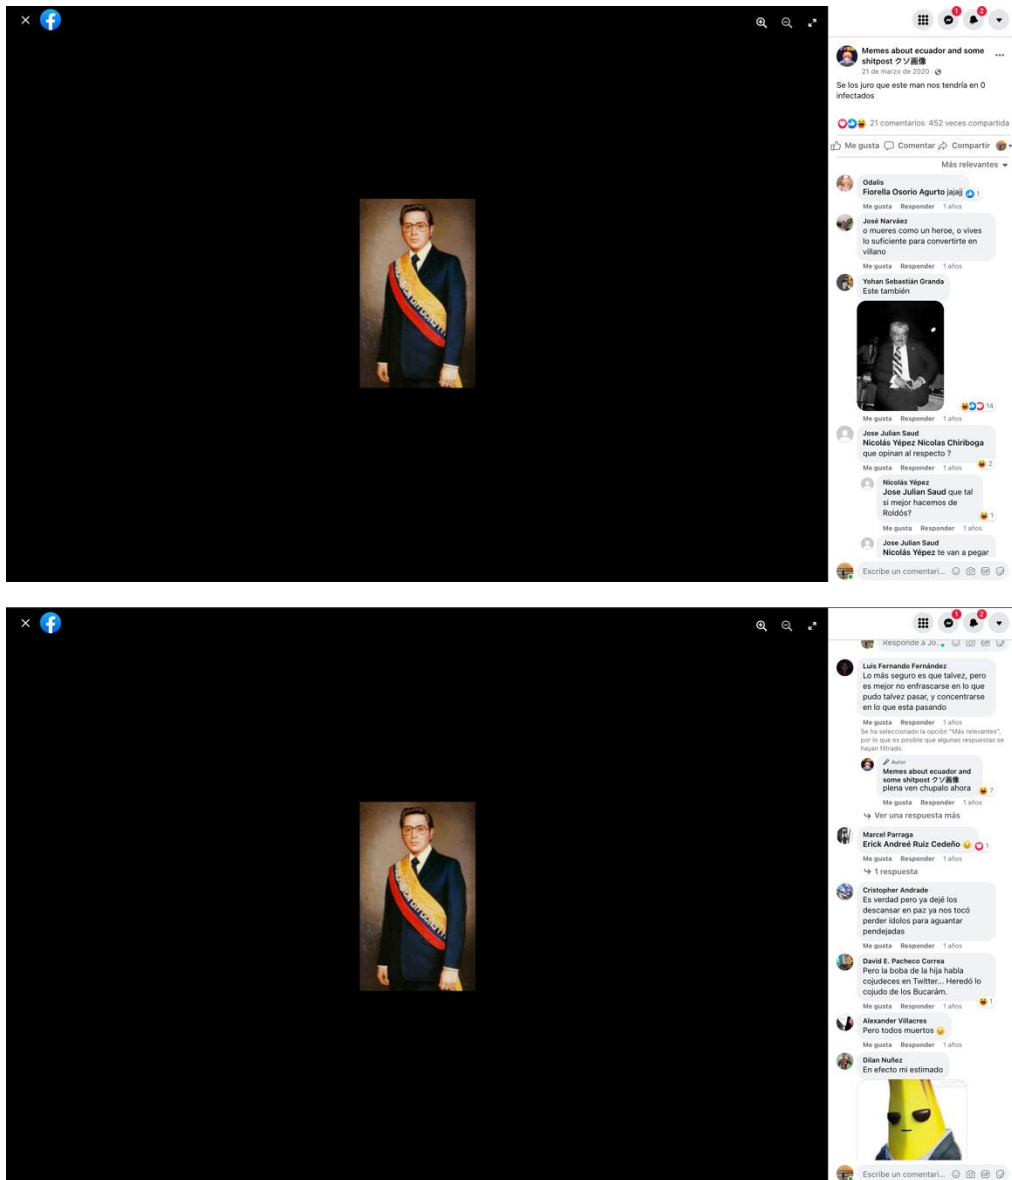 1
2
Memes about ecuador and some
shitpost クソ画像
21 de marzo de 2020 ·
Se los juro que este man nos tendría en 0
infectados
21 comentarios 452 veces compartida
Me gusta Comentar Compartir
Más relevantes
Odalis
Fiorella Osorio Agurto jajajj
1
Me gusta Responder 1 años
José Narváez
o mueres como un heroe, o vives
lo suficiente para convertirte en
villano
Me gusta Responder 1 años
Yohan Sebastián Granda
Este también
14
Me gusta Responder 1 años
Jose Julian Saud
Nicolás Yépez Nicolas Chiriboga
que opinan al respecto ?
2
Me gusta Responder 1 años
Nicolás Yépez
Jose Julian Saud que tal
si mejor hacemos de
Roldós?
1
Me gusta Responder 1 años
Jose Julian Saud
Nicolás Yépez te van a pegar
Escribe un comentari...
1
2
Responde a Jo...
Luis Fernando Fernández
Lo más seguro es que talvez, pero
es mejor no enfrascarse en lo que
pudo talvez pasar, y concentrarse
en lo que esta pasando
Me gusta Responder 1 años
Se ha seleccionado la opción "Más relevantes",
por lo que es posible que algunas respuestas se
hayan filtrado.
Autor
Memes about ecuador and
some shitpost クソ画像
plena ven chupalo ahora
7
Me gusta Responder 1 años
Ver una respuesta más
Marcel Parraga
Erick Andreé Ruiz Cedeño
1
Me gusta Responder 1 años
1 respuesta
Cristopher Andrade
Es verdad pero ya dejé los
descansar en paz ya nos tocó
perder ídolos para aguantar
pendejadas
Me gusta Responder 1 años
David E. Pacheco Correa
Pero la boba de la hija habla
cojudeces en Twitter... Heredó lo
cojudo de los Bucarám.
1
Me gusta Responder 1 años
Alexander Villacres
Pero todos muertos
Me gusta Responder 1 años
Dilan Nuñez
En efecto mi estimado
Escribe un comentari...